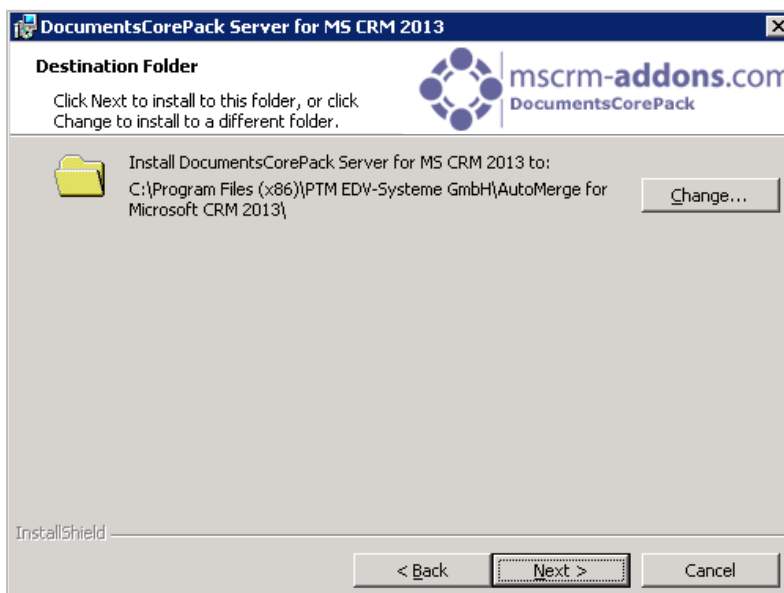 DocumentsCorePack Server for MS CRM 2013
Destination Folder
Click Next to install to this folder, or click
Change to install to a different folder.
mscrm-addons.com
DocumentsCorePack
Install DocumentsCorePack Server for MS CRM 2013 to:
C:\Program Files (x86)\PTM EDV-Systeme GmbH\AutoMerge for
Microsoft CRM 2013\
Change...
InstallShield
< Back
Next >
Cancel